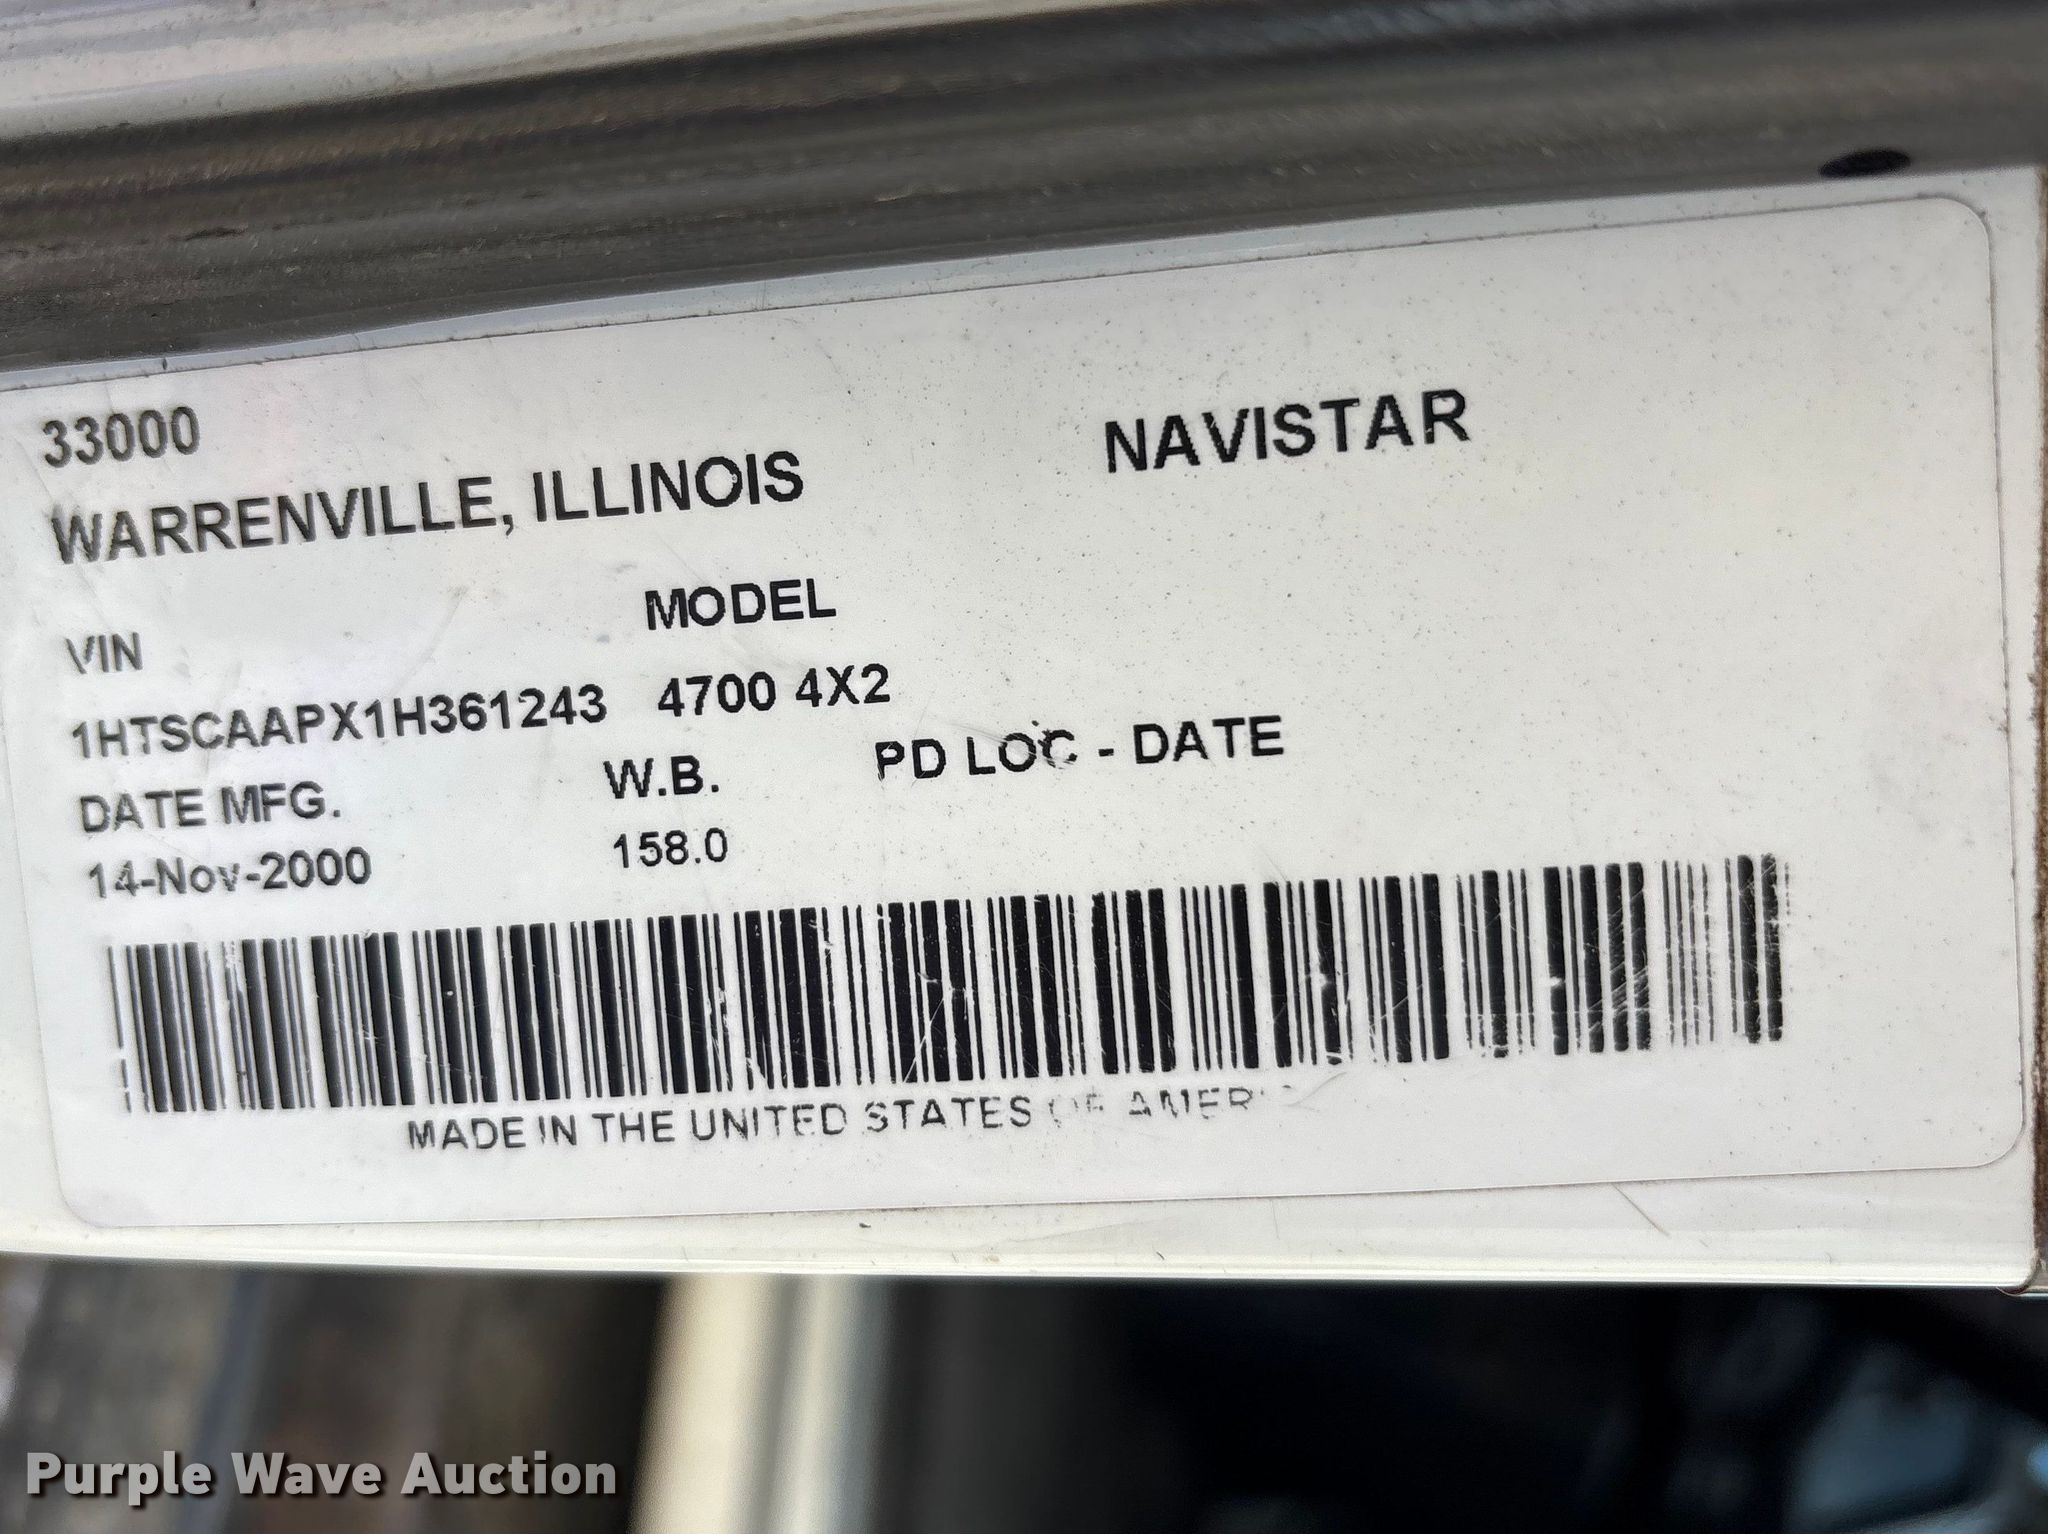 33000
WARRENVILLE, ILLINOIS
NAVISTAR
VIN
MODEL
1HTSCAAPX1H361243 4700 4X2
DATE MFG.
W.B.
PD LOC - DATE
14-Nov-2000
158.0
MADE IN THE UNITED STATES OF
Purple Wave Auction